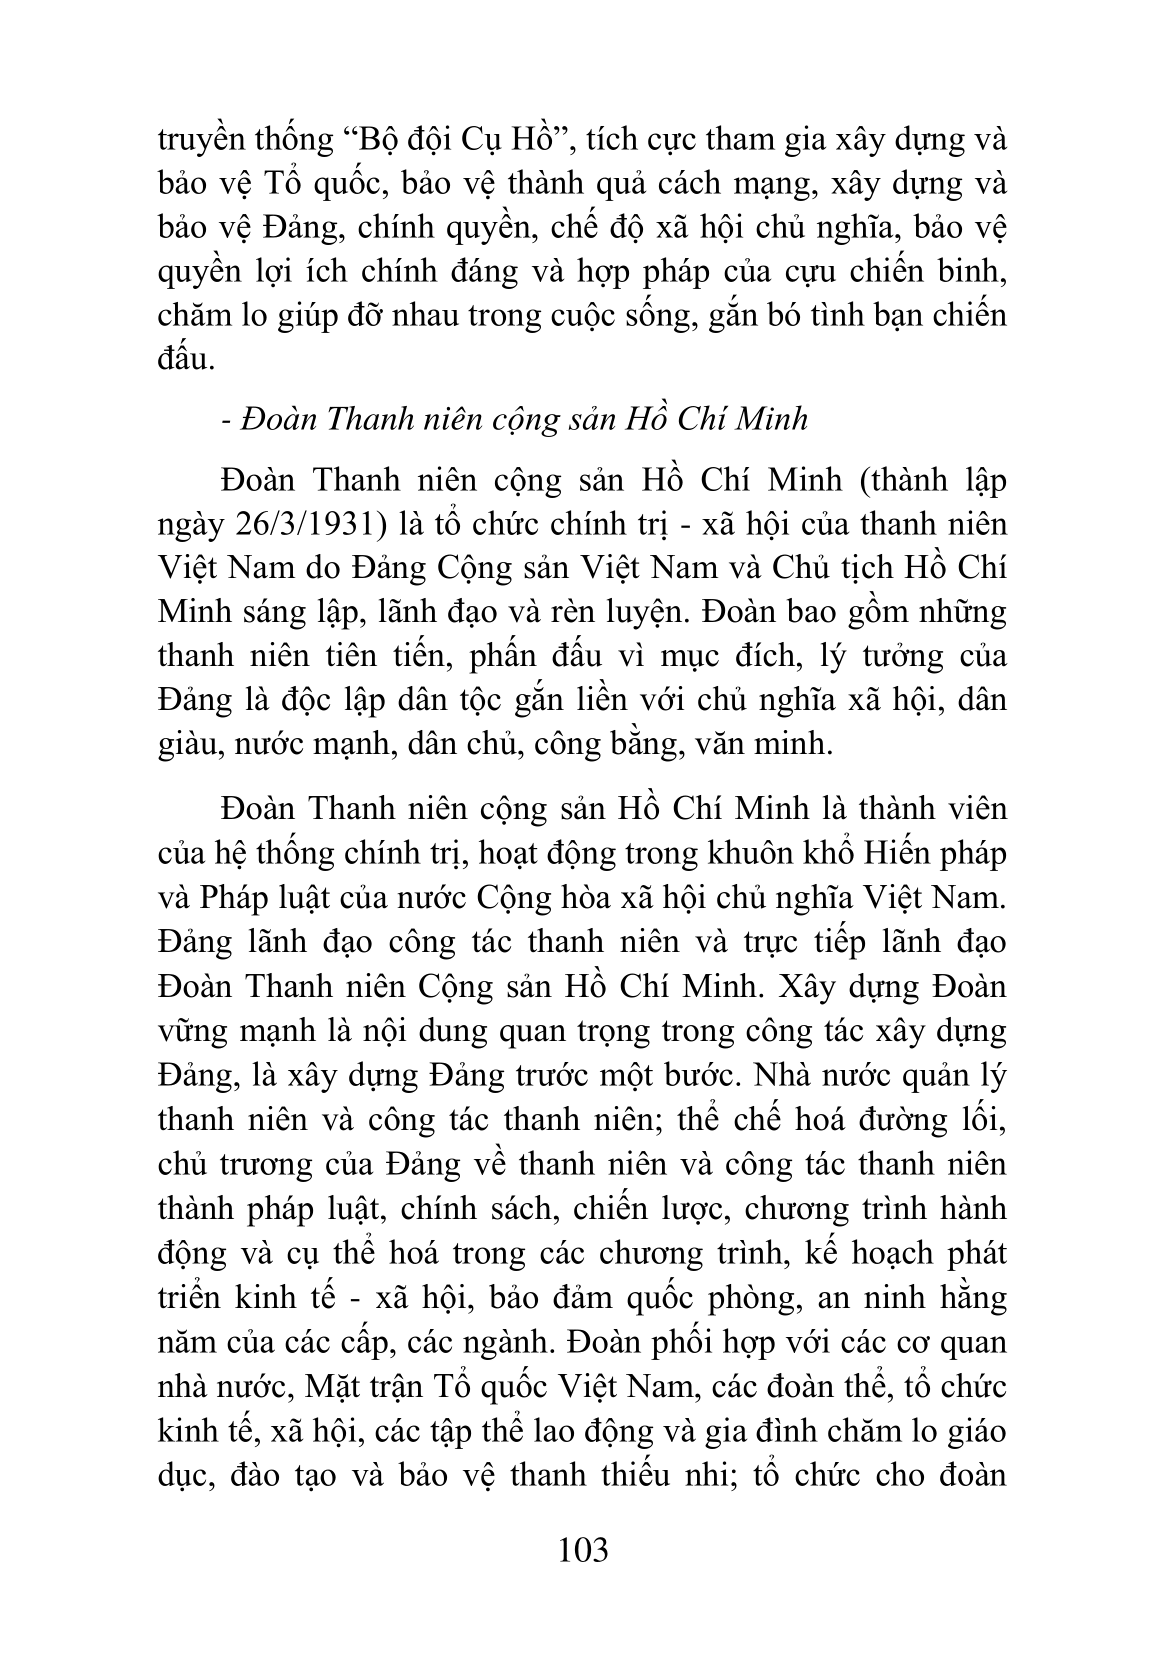 truyền thống “Bộ đội Cụ Hồ”, tích cực tham gia xây dựng và
bảo vệ Tổ quốc, bảo vệ thành quả cách mạng, xây dựng và
bảo vệ Đảng, chính quyền, chế độ xã hội chủ nghĩa, bảo vệ
quyền lợi ích chính đáng và hợp pháp của cựu chiến binh,
chăm lo giúp đỡ nhau trong cuộc sống, gắn bó tình bạn chiến
đấu.
- Đoàn Thanh niên cộng sản Hồ Chí Minh
Đoàn Thanh niên cộng sản Hồ Chí Minh (thành lập
ngày 26/3/1931) là tổ chức chính trị - xã hội của thanh niên
Việt Nam do Đảng Cộng sản Việt Nam và Chủ tịch Hồ Chí
Minh sáng lập, lãnh đạo và rèn luyện. Đoàn bao gồm những
thanh niên tiên tiến, phấn đấu vì mục đích, lý tưởng của
Đảng là độc lập dân tộc gắn liền với chủ nghĩa xã hội, dân
giàu, nước mạnh, dân chủ, công bằng, văn minh.
Đoàn Thanh niên cộng sản Hồ Chí Minh là thành viên
của hệ thống chính trị, hoạt động trong khuôn khổ Hiến pháp
và Pháp luật của nước Cộng hòa xã hội chủ nghĩa Việt Nam.
Đảng lãnh đạo công tác thanh niên và trực tiếp lãnh đạo
Đoàn Thanh niên Cộng sản Hồ Chí Minh. Xây dựng Đoàn
vững mạnh là nội dung quan trọng trong công tác xây dựng
Đảng, là xây dựng Đảng trước một bước. Nhà nước quản lý
thanh niên và công tác thanh niên; thể chế hoá đường lối,
chủ trương của Đảng về thanh niên và công tác thanh niên
thành pháp luật, chính sách, chiến lược, chương trình hành
động và cụ thể hoá trong các chương trình, kế hoạch phát
triển kinh tế - xã hội, bảo đảm quốc phòng, an ninh hằng
năm của các cấp, các ngành. Đoàn phối hợp với các cơ quan
nhà nước, Mặt trận Tổ quốc Việt Nam, các đoàn thể, tổ chức
kinh tế, xã hội, các tập thể lao động và gia đình chăm lo giáo
dục, đào tạo và bảo vệ thanh thiếu nhi; tổ chức cho đoàn
103